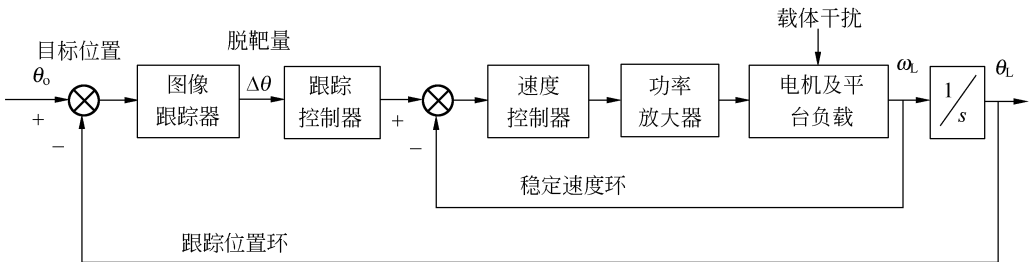 载体干扰
目标位置
脱靶量
θo
图像
跟踪器
Δθ
跟踪
控制器
速度
控制器
功率
放大器
电机及平
台负载
ωL
1/s
θL
+
−
+
−
稳定速度环
跟踪位置环